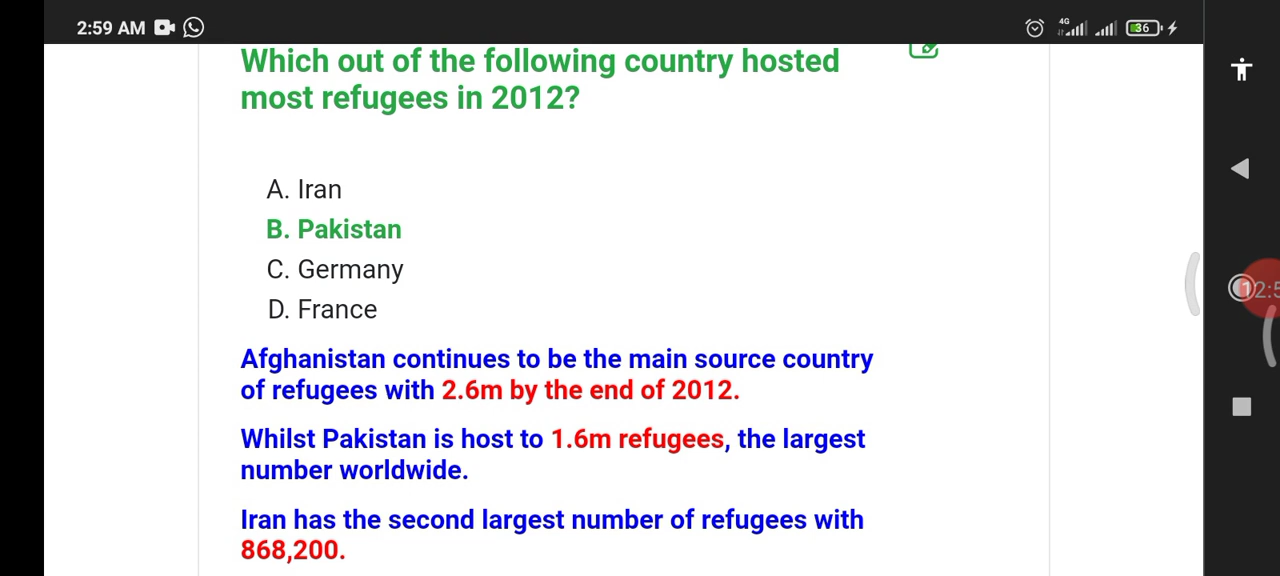 2:59 AM
4G
36
Which out of the following country hosted
most refugees in 2012?
A. Iran
B. Pakistan
C. Germany
D. France
Afghanistan continues to be the main source country
of refugees with 2.6m by the end of 2012.
Whilst Pakistan is host to 1.6m refugees, the largest
number worldwide.
Iran has the second largest number of refugees with
868,200.